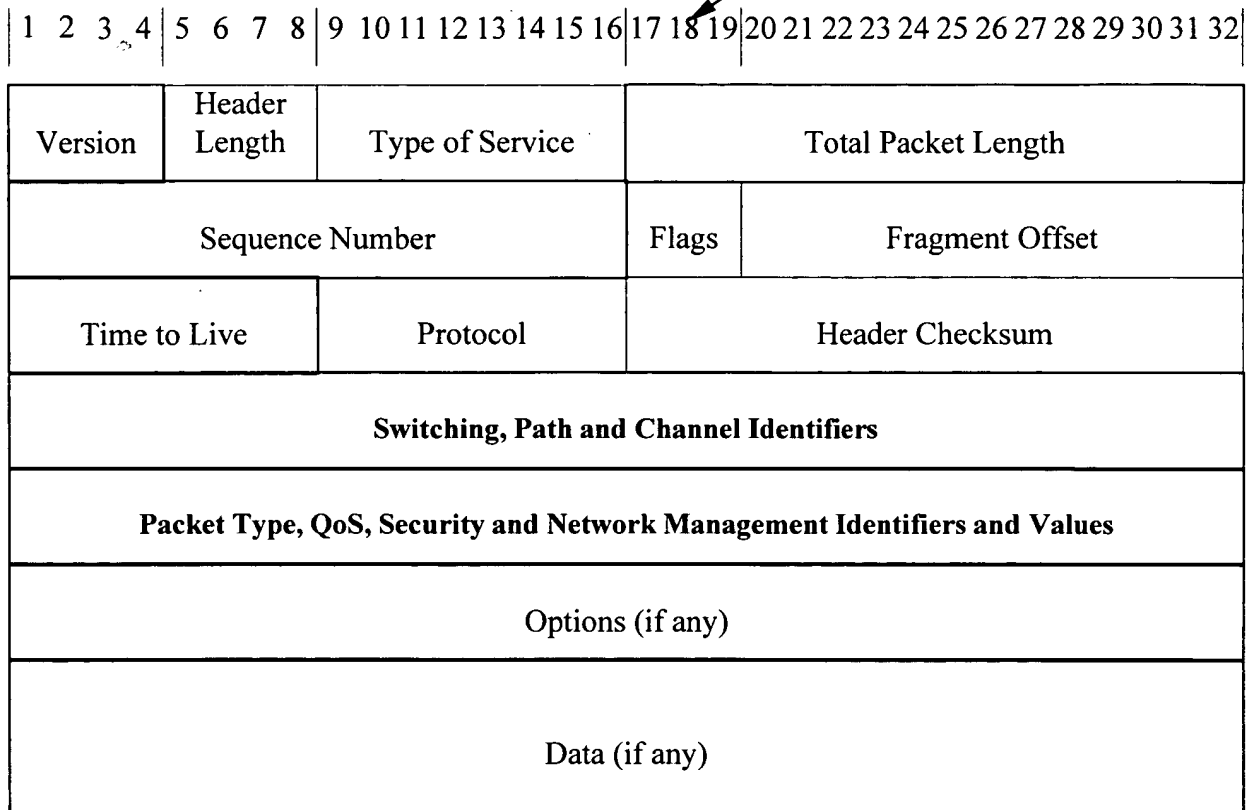 1 2 3 4 5 6 7 8 9 10 11 12 13 14 15 16 17 18 19 20 21 22 23 24 25 26 27 28 29 30 31 32
Version
Header
Length
Type of Service
Total Packet Length
Sequence Number
Flags
Fragment Offset
Time to Live
Protocol
Header Checksum
Switching, Path and Channel Identifiers
Packet Type, QoS, Security and Network Management Identifiers and Values
Options (if any)
Data (if any)